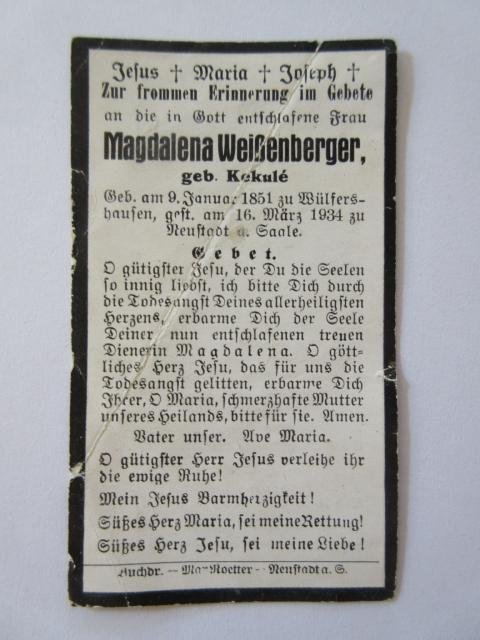 Jesus † Maria † Joseph †
Zur frommen Erinnerung im Gebete
an die in Gott entschlafene Frau
Magdalena Weißenberger,
geb. Kekulé
Geb. am 9. Januar 1851 zu Wülfers-
hausen, gest. am 16. März 1934 zu
Neustadt a. Saale.
Gebet.
O gütigster Jesu, der Du die Seelen
so innig liebst, ich bitte Dich durch
die Todesangst Deines allerheiligsten
Herzens, erbarme Dich der Seele
Deiner nun entschlafenen treuen
Dienerin Magdalena. O gött-
liches Herz Jesu, das für uns die
Todesangst gelitten, erbarme Dich
Ihrer, O Maria, schmerzhafte Mutter
unseres Heilands, bitte für sie. Amen.
Vater unser. Ave Maria.
O gütigster Herr Jesus verleihe ihr
die ewige Ruhe!
Mein Jesus Barmherzigkeit!
Süßes Herz Maria, sei meine Rettung!
Süßes Herz Jesu, sei meine Liebe!
Buchdr. — Max Roetter — Neustadt a. S.